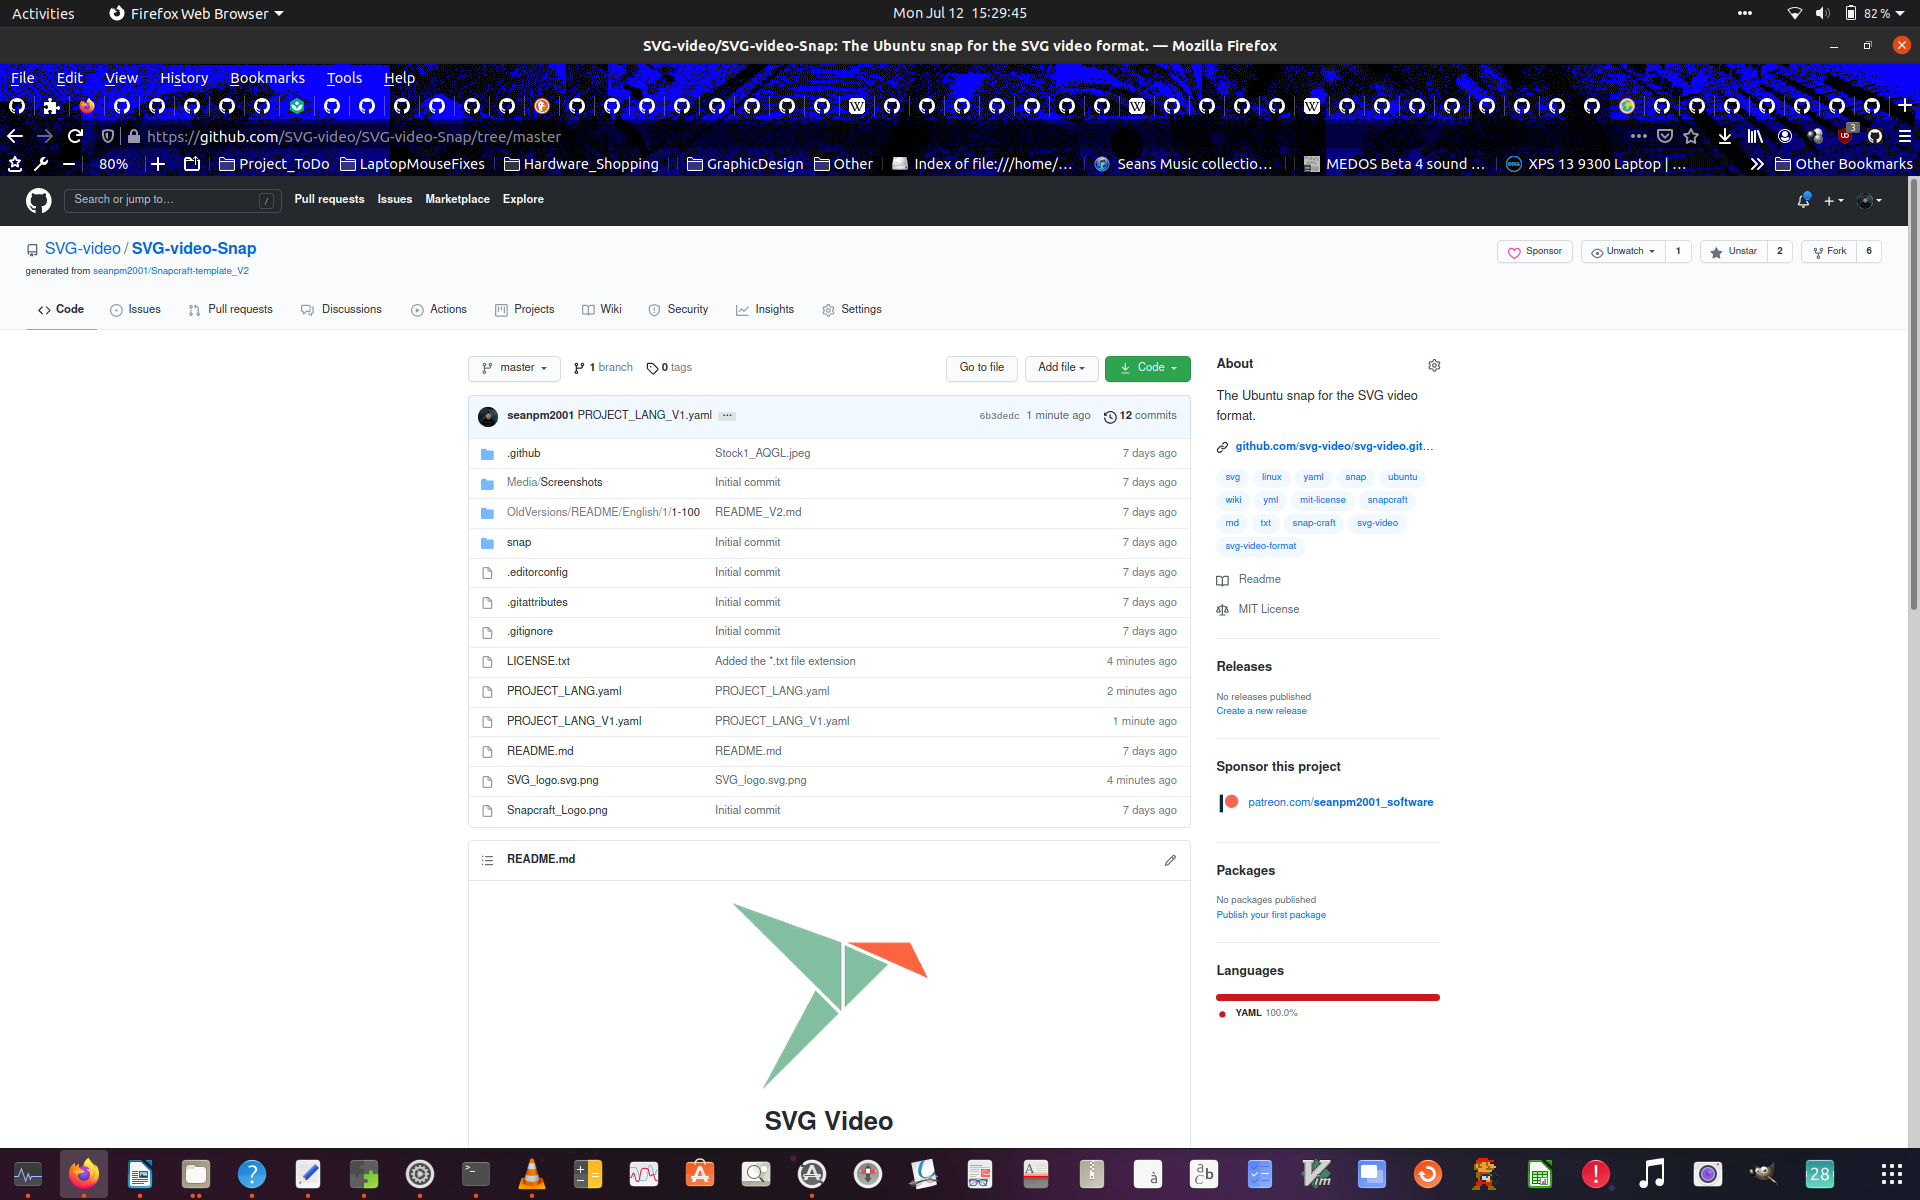 Activities Firefox Web Browser Mon Jul 12 15:29:45 82 %
SVG-video/SVG-video-Snap: The Ubuntu snap for the SVG video format. — Mozilla Firefox
File Edit View History Bookmarks Tools Help
https://github.com/SVG-video/SVG-video-Snap/tree/master 3
80% Project_ToDo LaptopMouseFixes Hardware_Shopping GraphicDesign Other Index of file:///home/… Seans Music collectio… MEDOS Beta 4 sound … XPS 13 9300 Laptop | … Other Bookmarks
Search or jump to… / Pull requests Issues Marketplace Explore
SVG-video / SVG-video-Snap Sponsor Unwatch 1 Unstar 2 Fork 6
generated from seanpm2001/Snapcraft-template_V2
Code Issues Pull requests Discussions Actions Projects Wiki Security Insights Settings
master 1 branch 0 tags Go to file Add file Code
seanpm2001 PROJECT_LANG_V1.yaml … 6b3dedc 1 minute ago 12 commits
.github Stock1_AQGL.jpeg 7 days ago
Media/Screenshots Initial commit 7 days ago
OldVersions/README/English/1/1-100 README_V2.md 7 days ago
snap Initial commit 7 days ago
.editorconfig Initial commit 7 days ago
.gitattributes Initial commit 7 days ago
.gitignore Initial commit 7 days ago
LICENSE.txt Added the *.txt file extension 4 minutes ago
PROJECT_LANG.yaml PROJECT_LANG.yaml 2 minutes ago
PROJECT_LANG_V1.yaml PROJECT_LANG_V1.yaml 1 minute ago
README.md README.md 7 days ago
SVG_logo.svg.png SVG_logo.svg.png 4 minutes ago
Snapcraft_Logo.png Initial commit 7 days ago
README.md
SVG Video
About
The Ubuntu snap for the SVG video
format.
github.com/svg-video/svg-video.git…
svg linux yaml snap ubuntu
wiki yml mit-license snapcraft
md txt snap-craft svg-video
svg-video-format
Readme
MIT License
Releases
No releases published
Create a new release
Sponsor this project
patreon.com/seanpm2001_software
Packages
No packages published
Publish your first package
Languages
YAML 100.0%
28